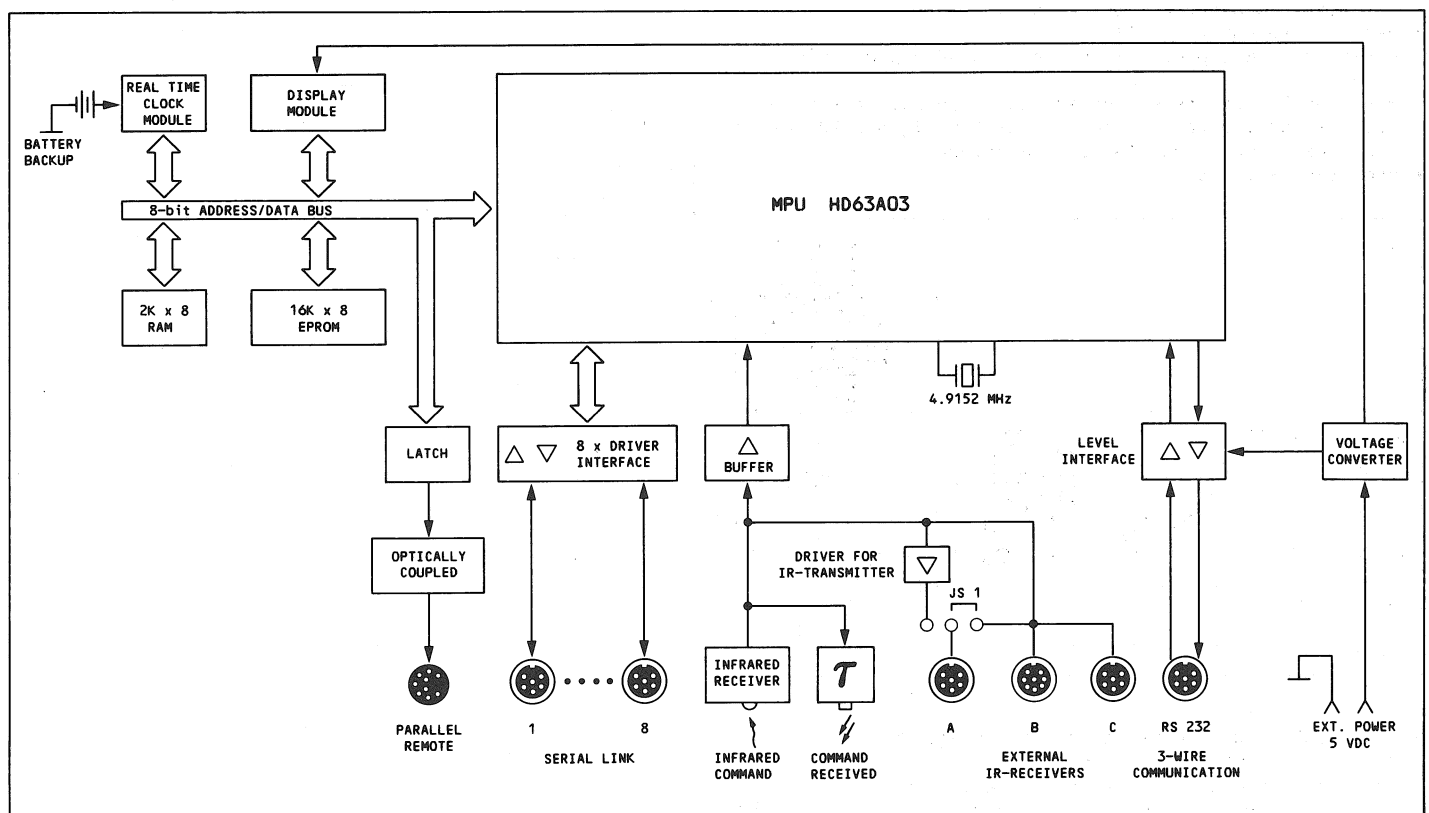 REAL TIME
CLOCK
MODULE
DISPLAY
MODULE
BATTERY
BACKUP
8-bit ADDRESS/DATA BUS
MPU HD63A03
2K x 8
RAM
16K x 8
EPROM
4.9152 MHz
LATCH
8 x DRIVER
INTERFACE
BUFFER
LEVEL
INTERFACE
VOLTAGE
CONVERTER
OPTICALLY
COUPLED
DRIVER FOR
IR-TRANSMITTER
JS 1
INFRARED
RECEIVER
τ
PARALLEL
REMOTE
1
8
SERIAL LINK
INFRARED
COMMAND
COMMAND
RECEIVED
A
B
C
EXTERNAL
IR-RECEIVERS
RS 232
3-WIRE
COMMUNICATION
EXT. POWER
5 VDC